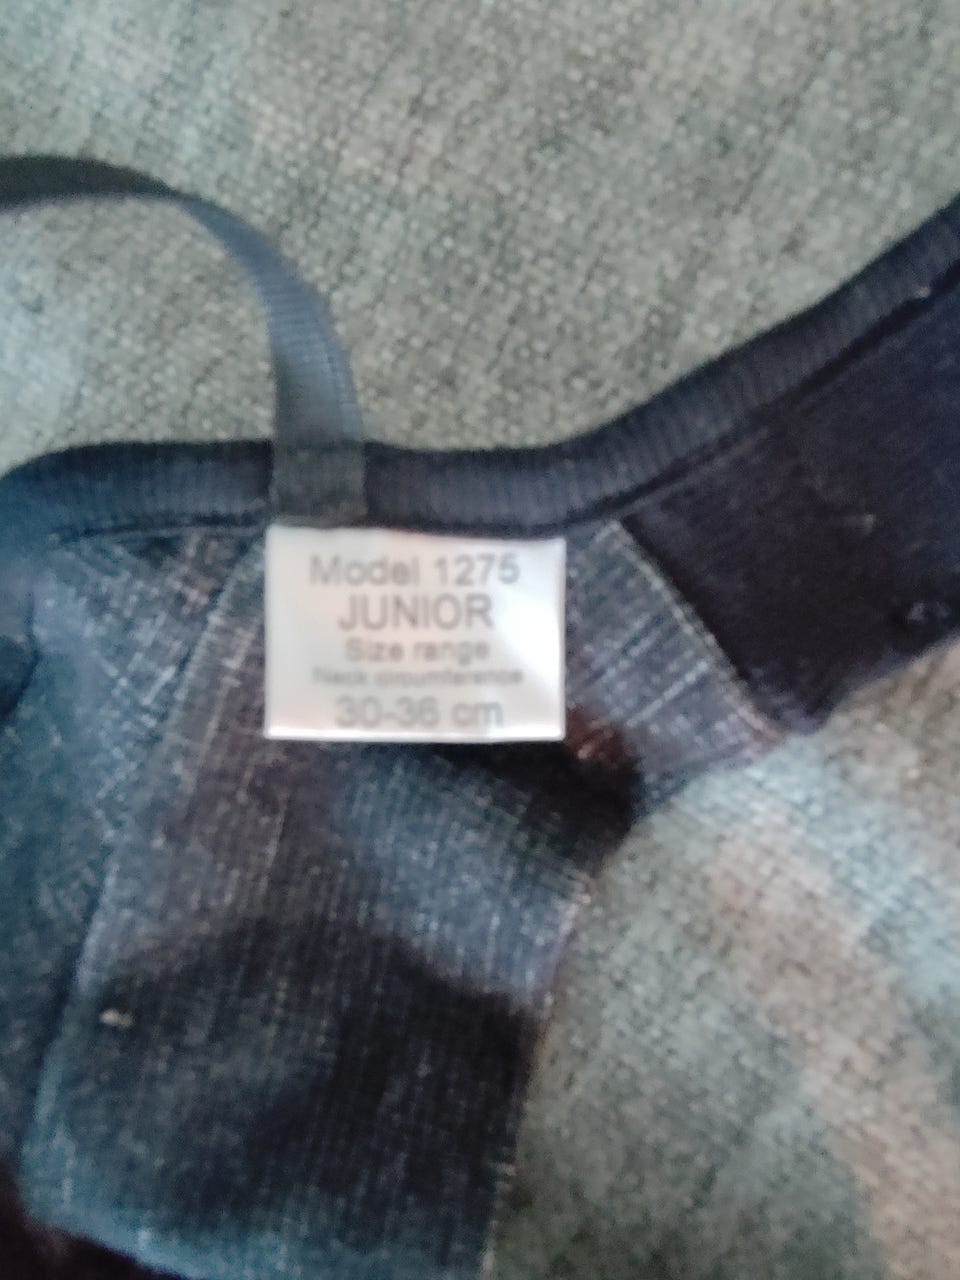 Model 1275
JUNIOR
Size range
Neck circumference
30-36 cm